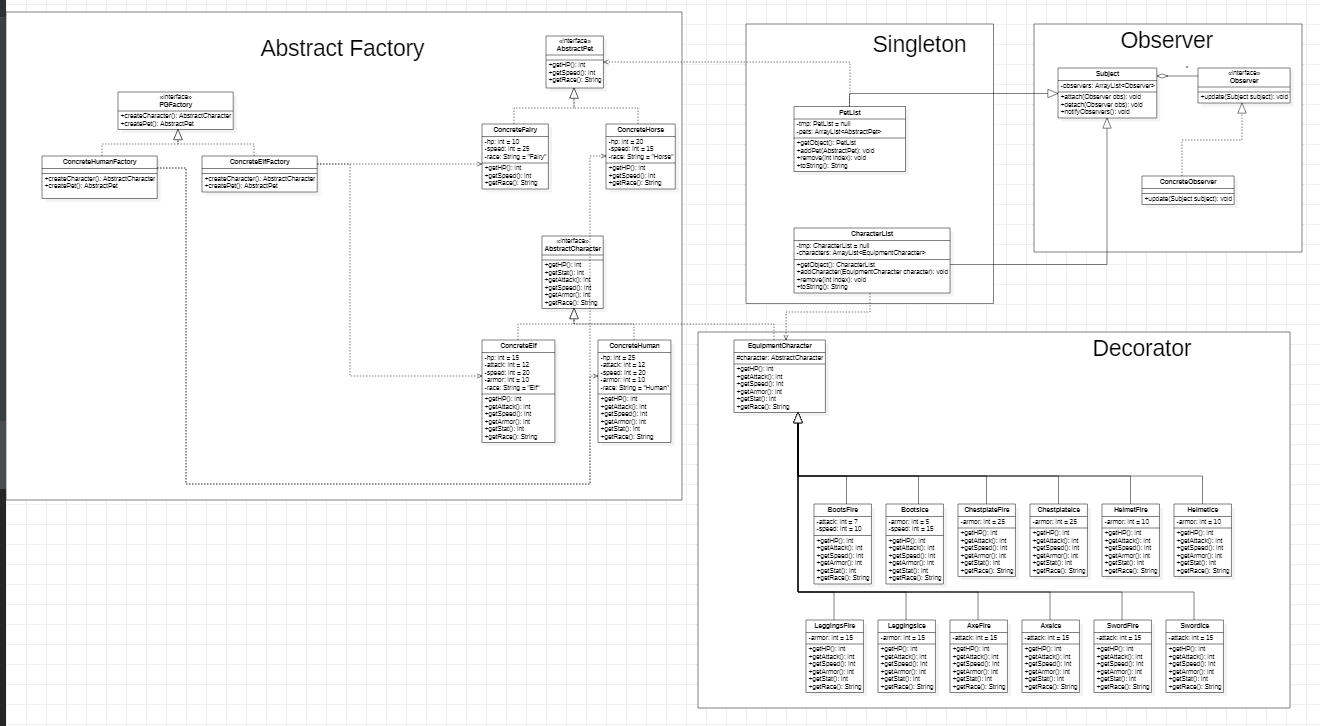 Abstract Factory
«interface»
PGFactory
+createCharacter(): AbstractCharacter
+createPet(): AbstractPet
ConcreteHumanFactory
+createCharacter(): AbstractCharacter
+createPet(): AbstractPet
ConcreteElfFactory
+createCharacter(): AbstractCharacter
+createPet(): AbstractPet
«interface»
AbstractPet
+getHP(): int
+getSpeed(): int
+getRace(): String
ConcreteFairy
-hp: int = 10
-speed: int = 25
-race: String = "Fairy"
+getHP(): int
+getSpeed(): int
+getRace(): String
ConcreteHorse
-hp: int = 20
-speed: int = 15
-race: String = "Horse"
+getHP(): int
+getSpeed(): int
+getRace(): String
«interface»
AbstractCharacter
+getHP(): int
+getStat(): int
+getAttack(): int
+getSpeed(): int
+getArmor(): int
+getRace(): String
ConcreteElf
-hp: int = 15
-attack: int = 12
-speed: int = 20
-armor: int = 10
-race: String = "Elf"
+getHP(): int
+getAttack(): int
+getSpeed(): int
+getArmor(): int
+getStat(): int
+getRace(): String
ConcreteHuman
-hp: int = 25
-attack: int = 12
-speed: int = 20
-armor: int = 10
-race: String = "Human"
+getHP(): int
+getAttack(): int
+getSpeed(): int
+getArmor(): int
+getStat(): int
+getRace(): String
Singleton
PetList
-tmp: PetList = null
-pets: ArrayList<AbstractPet>
+getObject(): PetList
+addPet(AbstractPet): void
+remove(int index): void
+toString(): String
CharacterList
-tmp: CharacterList = null
-characters: ArrayList<EquipmentCharacter>
+getObject(): CharacterList
+addCharacter(EquipmentCharacter character): void
+remove(int index): void
+toString(): String
Observer
Subject
-observers: ArrayList<Observer>
+attach(Observer obs): void
+detach(Observer obs): void
+notifyObservers(): void
*
«interface»
Observer
+update(Subject subject): void
ConcreteObserver
+update(Subject subject): void
Decorator
EquipmentCharacter
#character: AbstractCharacter
+getHP(): int
+getAttack(): int
+getSpeed(): int
+getArmor(): int
+getStat(): int
+getRace(): String
BootsFire
-attack: int = 7
-speed: int = 10
+getHP(): int
+getAttack(): int
+getSpeed(): int
+getArmor(): int
+getStat(): int
+getRace(): String
BootsIce
-armor: int = 5
-speed: int = 15
+getHP(): int
+getAttack(): int
+getSpeed(): int
+getArmor(): int
+getStat(): int
+getRace(): String
ChestplateFire
-armor: int = 25
+getHP(): int
+getAttack(): int
+getSpeed(): int
+getArmor(): int
+getStat(): int
+getRace(): String
ChestplateIce
-armor: int = 25
+getHP(): int
+getAttack(): int
+getSpeed(): int
+getArmor(): int
+getStat(): int
+getRace(): String
HelmetFire
-armor: int = 10
+getHP(): int
+getAttack(): int
+getSpeed(): int
+getArmor(): int
+getStat(): int
+getRace(): String
HelmetIce
-armor: int = 10
+getHP(): int
+getAttack(): int
+getSpeed(): int
+getArmor(): int
+getStat(): int
+getRace(): String
LeggingsFire
-armor: int = 15
+getHP(): int
+getAttack(): int
+getSpeed(): int
+getArmor(): int
+getStat(): int
+getRace(): String
LeggingsIce
-armor: int = 15
+getHP(): int
+getAttack(): int
+getSpeed(): int
+getArmor(): int
+getStat(): int
+getRace(): String
AxeFire
-attack: int = 15
+getHP(): int
+getAttack(): int
+getSpeed(): int
+getArmor(): int
+getStat(): int
+getRace(): String
AxeIce
-attack: int = 15
+getHP(): int
+getAttack(): int
+getSpeed(): int
+getArmor(): int
+getStat(): int
+getRace(): String
SwordFire
-attack: int = 15
+getHP(): int
+getAttack(): int
+getSpeed(): int
+getArmor(): int
+getStat(): int
+getRace(): String
SwordIce
-attack: int = 15
+getHP(): int
+getAttack(): int
+getSpeed(): int
+getArmor(): int
+getStat(): int
+getRace(): String